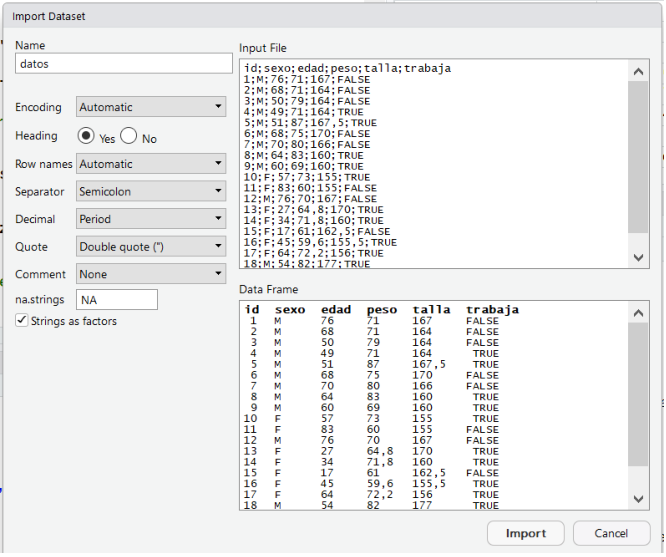 Import Dataset
Name
datos
Encoding Automatic
Heading Yes No
Row names Automatic
Separator Semicolon
Decimal Period
Quote Double quote (")
Comment None
na.strings NA
Strings as factors
Input File
id;sexo;edad;peso;talla;trabaja
1;M;76;71;167;FALSE
2;M;68;71;164;FALSE
3;M;50;79;164;FALSE
4;M;49;71;164;TRUE
5;M;51;87;167,5;TRUE
6;M;68;75;170;FALSE
7;M;70;80;166;FALSE
8;M;64;83;160;TRUE
9;M;60;69;160;TRUE
10;F;57;73;155;TRUE
11;F;83;60;155;FALSE
12;M;76;70;167;FALSE
13;F;27;64,8;170;TRUE
14;F;34;71,8;160;TRUE
15;F;17;61;162,5;FALSE
16;F;45;59,6;155,5;TRUE
17;F;64;72,2;156;TRUE
18;M;54;82;177;TRUE
Data Frame
id sexo edad peso talla trabaja
1 M 76 71 167 FALSE
2 M 68 71 164 FALSE
3 M 50 79 164 FALSE
4 M 49 71 164 TRUE
5 M 51 87 167,5 TRUE
6 M 68 75 170 FALSE
7 M 70 80 166 FALSE
8 M 64 83 160 TRUE
9 M 60 69 160 TRUE
10 F 57 73 155 TRUE
11 F 83 60 155 FALSE
12 M 76 70 167 FALSE
13 F 27 64,8 170 TRUE
14 F 34 71,8 160 TRUE
15 F 17 61 162,5 FALSE
16 F 45 59,6 155,5 TRUE
17 F 64 72,2 156 TRUE
18 M 54 82 177 TRUE
Import Cancel